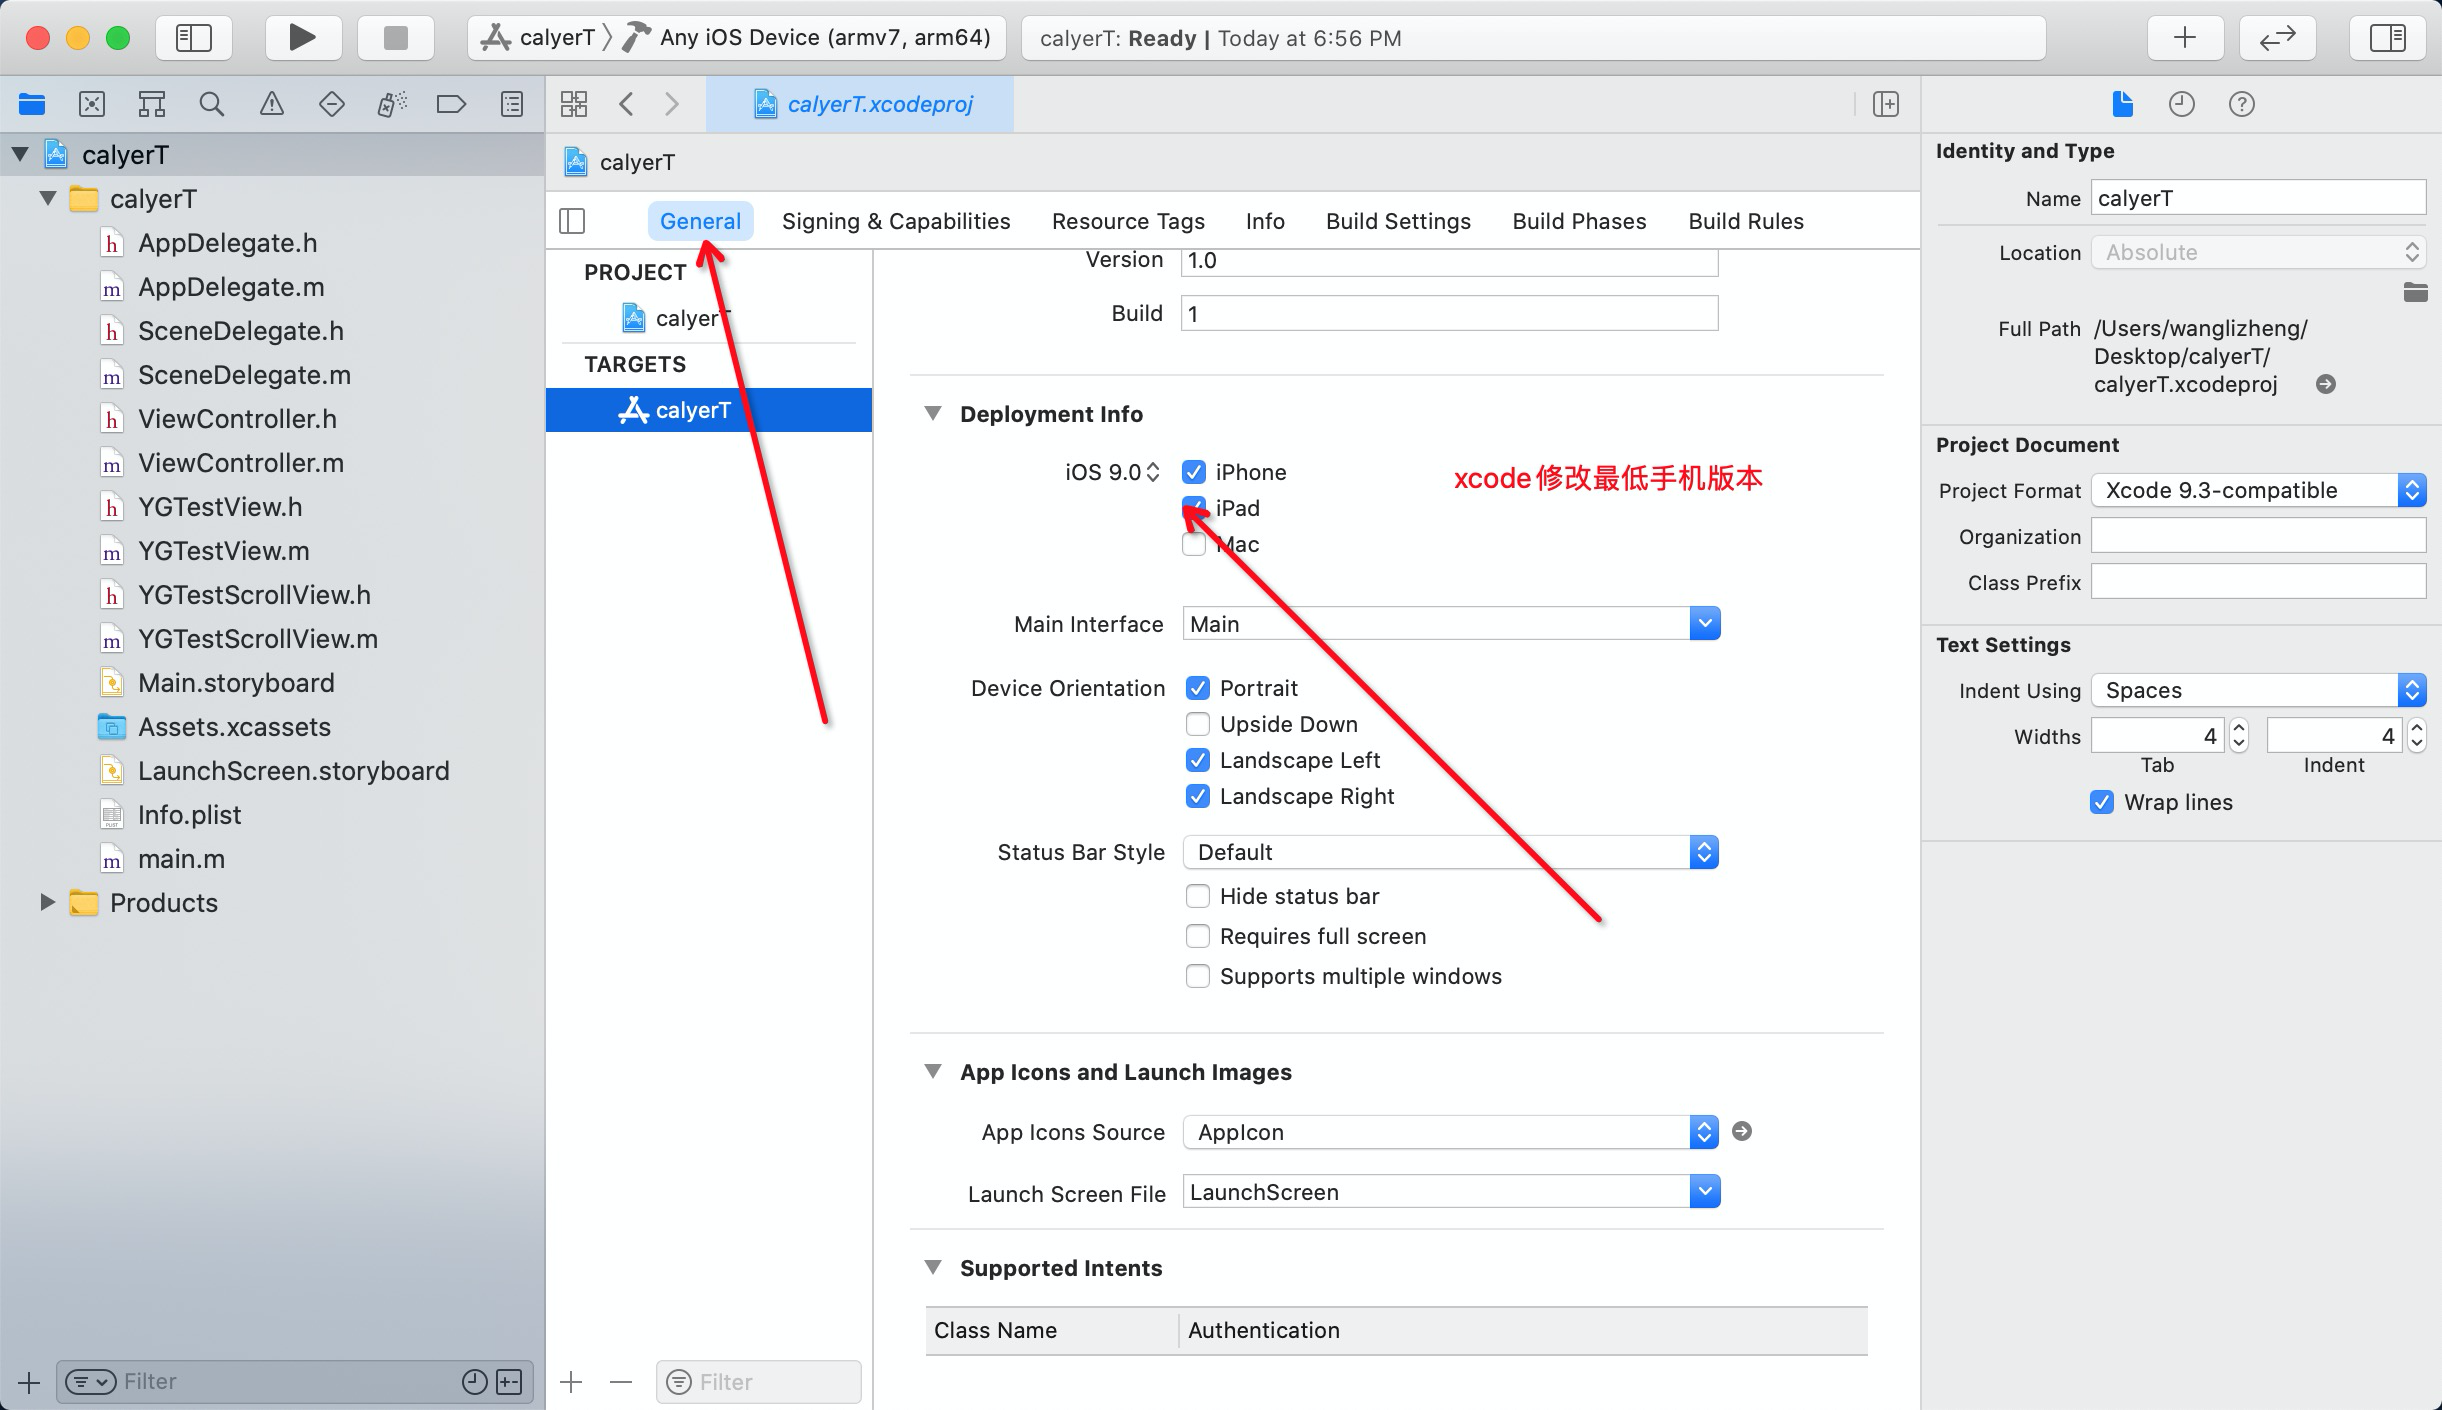 calyerT
Any iOS Device (armv7, arm64)
calyerT: Ready | Today at 6:56 PM
calyerT
calyerT
AppDelegate.h
AppDelegate.m
SceneDelegate.h
SceneDelegate.m
ViewController.h
ViewController.m
YGTestView.h
YGTestView.m
YGTestScrollView.h
YGTestScrollView.m
Main.storyboard
Assets.xcassets
LaunchScreen.storyboard
Info.plist
main.m
Products
Filter
calyerT.xcodeproj
calyerT
General
Signing & Capabilities
Resource Tags
Info
Build Settings
Build Phases
Build Rules
PROJECT
calyerT
TARGETS
calyerT
Filter
Version 1.0
Build 1
Deployment Info
iOS 9.0
iPhone
iPad
Mac
xcode修改最低手机版本
Main Interface Main
Device Orientation
Portrait
Upside Down
Landscape Left
Landscape Right
Status Bar Style Default
Hide status bar
Requires full screen
Supports multiple windows
App Icons and Launch Images
App Icons Source AppIcon
Launch Screen File LaunchScreen
Supported Intents
Class Name Authentication
Identity and Type
Name calyerT
Location Absolute
Full Path /Users/wanglizheng/
Desktop/calyerT/
calyerT.xcodeproj
Project Document
Project Format Xcode 9.3-compatible
Organization
Class Prefix
Text Settings
Indent Using Spaces
Widths 4 4
Tab Indent
Wrap lines